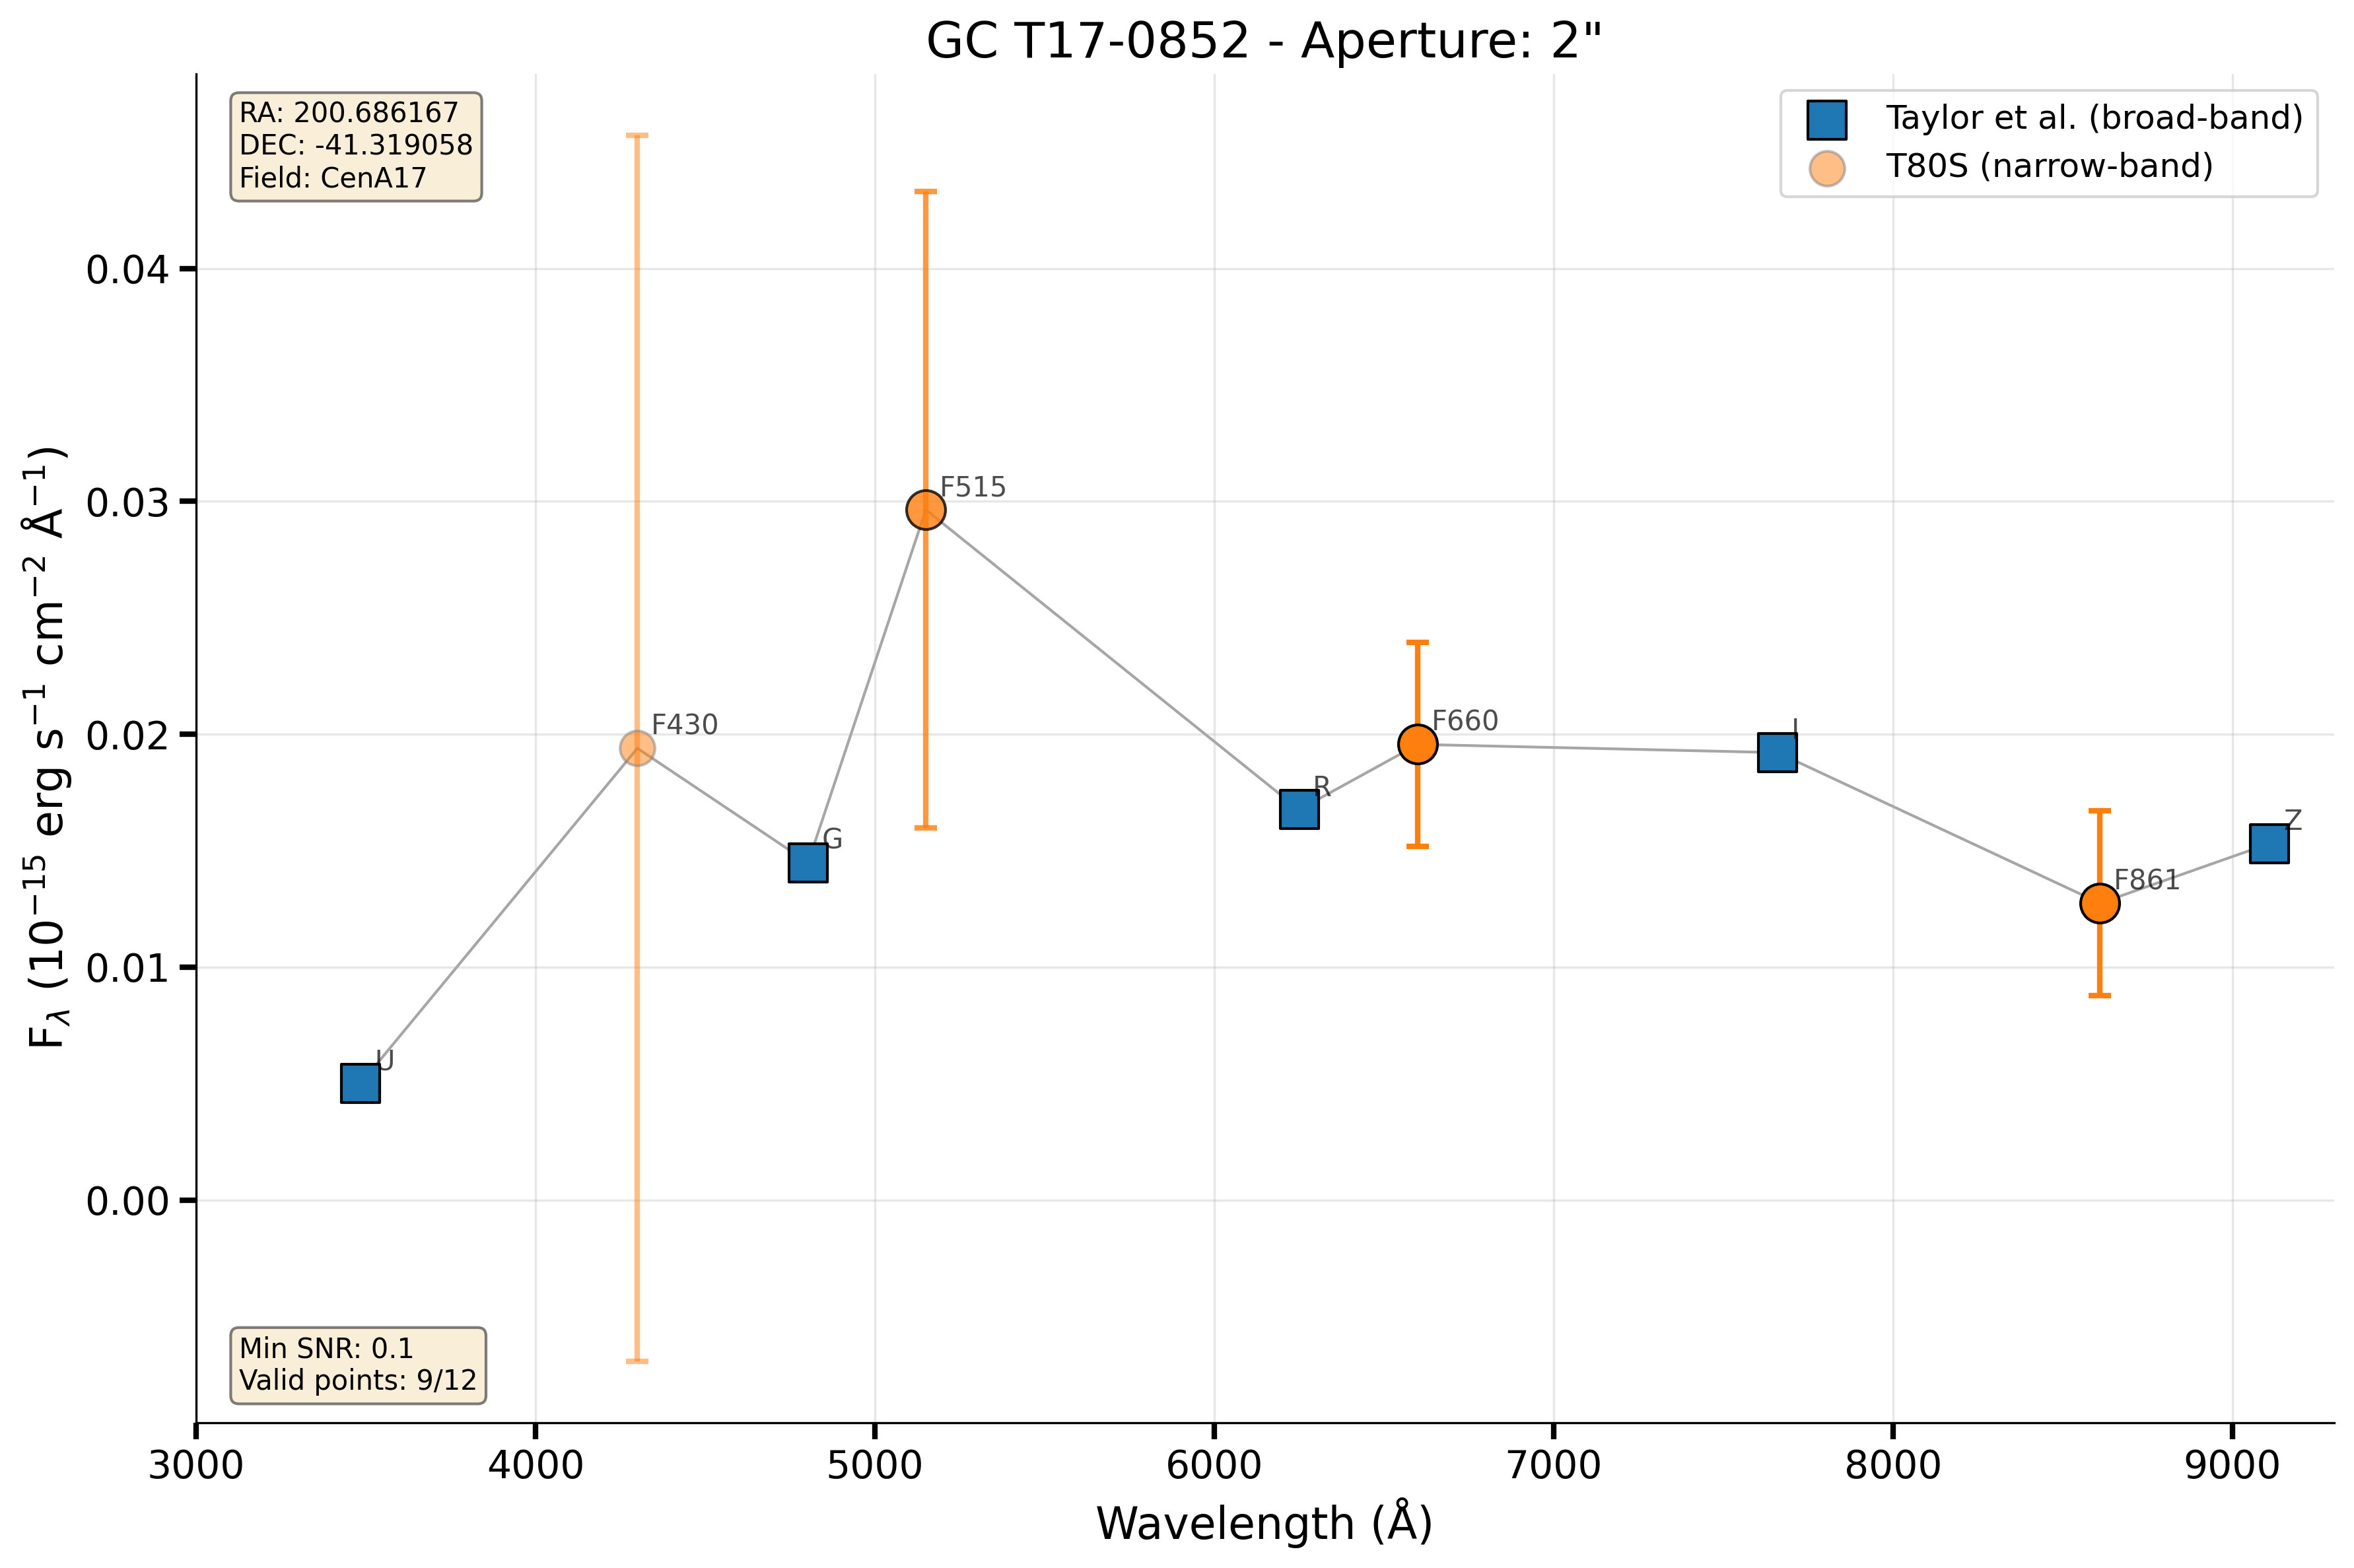 GC T17-0852 - Aperture: 2"
RA: 200.686167
DEC: -41.319058
Field: CenA17
Taylor et al. (broad-band)
T80S (narrow-band)
0.04
0.03
0.02
0.01
0.00
F_λ (10⁻¹⁵ erg s⁻¹ cm⁻² Å⁻¹)
U
F430
G
F515
R
F660
I
F861
Z
Min SNR: 0.1
Valid points: 9/12
3000 4000 5000 6000 7000 8000 9000
Wavelength (Å)